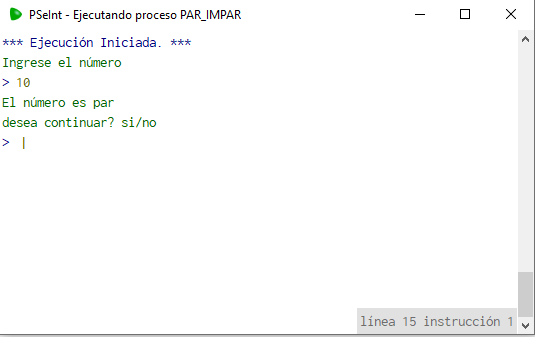 PSeInt - Ejecutando proceso PAR_IMPAR
*** Ejecución Iniciada. ***
Ingrese el número
> 10
El número es par
desea continuar? si/no
>
línea 15 instrucción 1